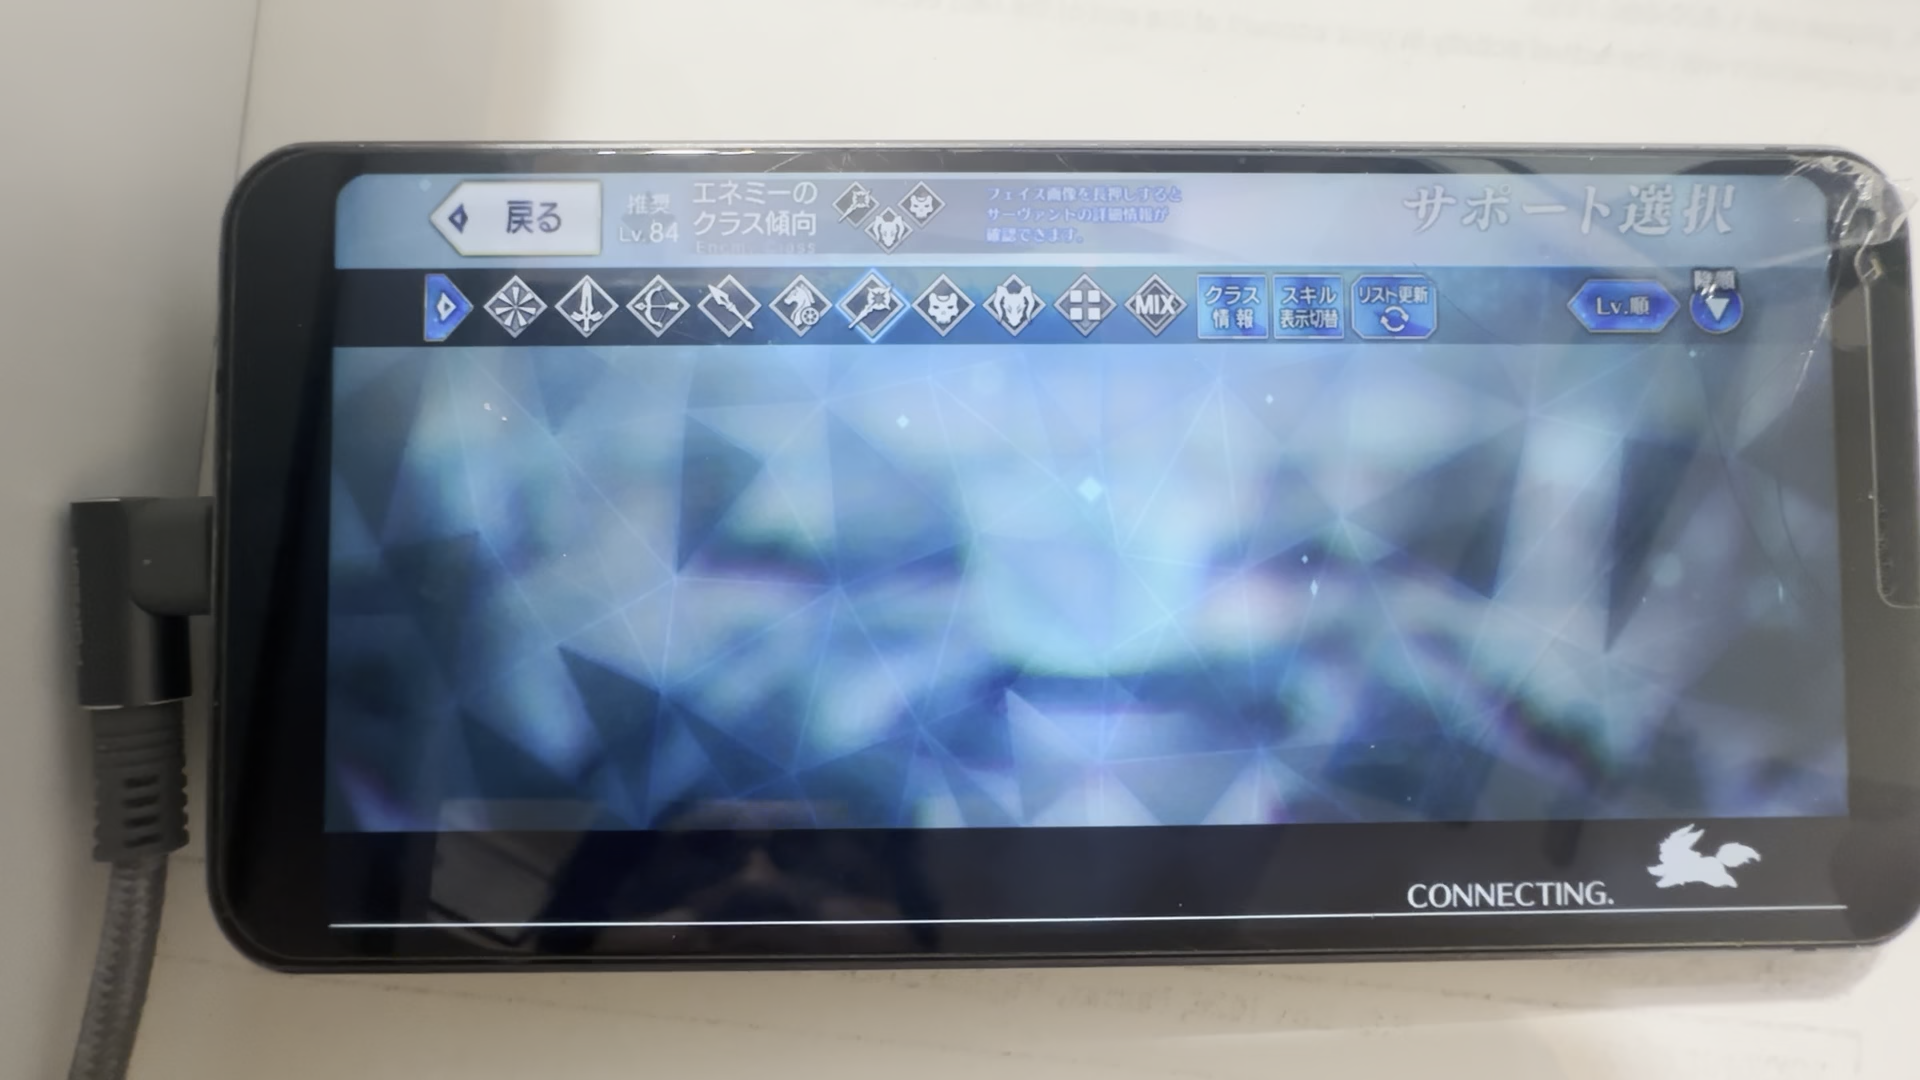 戻る
推奨
Lv.84
エネミーの
クラス傾向
Enemy Class
フェイス画像を長押しすると
サーヴァントの詳細情報が
確認できます。
サポート選択
MIX
クラス
情報
スキル
表示切替
リスト更新
Lv.順
降順
CONNECTING.